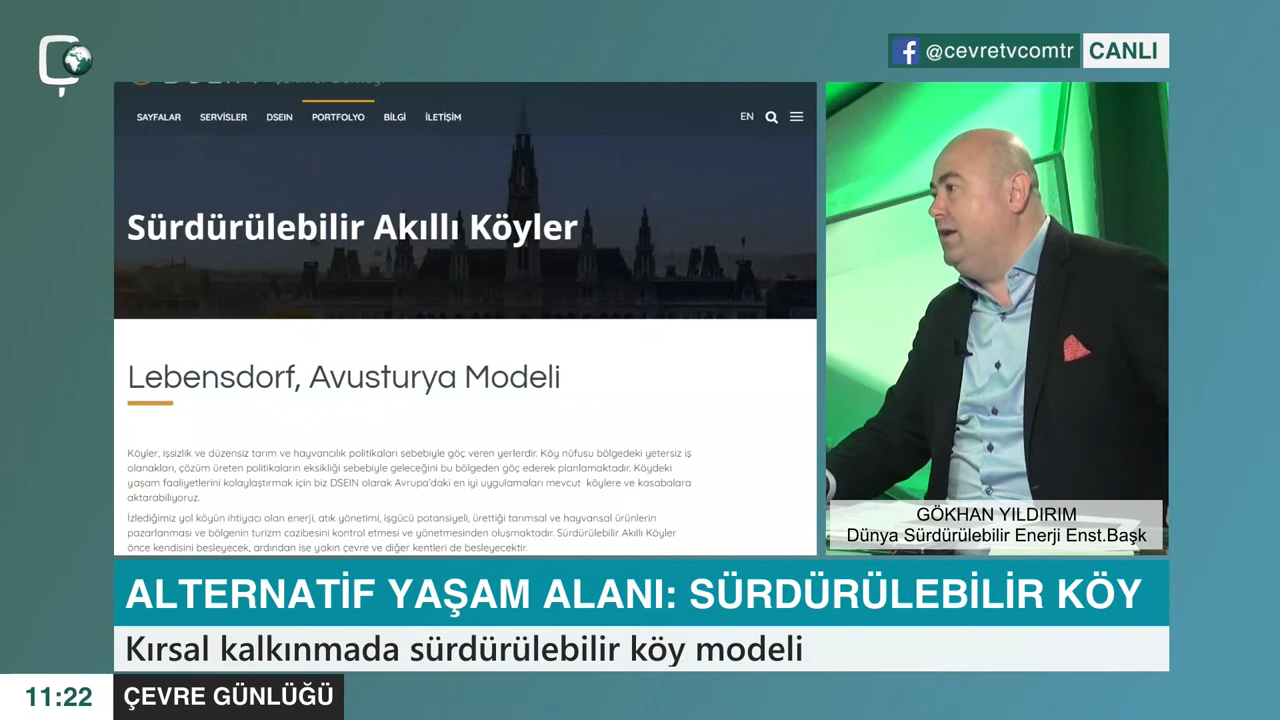 @cevretvcomtr CANLI
SAYFALAR SERVİSLER DSEIN PORTFOLYO BİLGİ İLETİŞİM EN
Sürdürülebilir Akıllı Köyler
Lebensdorf, Avusturya Modeli
Köyler, işsizlik ve düzensiz tarım ve hayvancılık politikaları sebebiyle göç veren yerlerdir. Köy nüfusu bölgedeki yetersiz iş
olanakları, çözüm üreten politikaların eksikliği sebebiyle geleceğini bu bölgeden göç ederek planlamaktadır. Köydeki
yaşam faaliyetlerini kolaylaştırmak için biz DSEIN olarak Avrupa'daki en iyi uygulamaları mevcut köylere ve kasabalara
aktarabiliyoruz.
İzlediğimiz yol köyün ihtiyacı olan enerji, atık yönetimi, işgücü potansiyeli, ürettiği tarımsal ve hayvansal ürünlerin
pazarlanması ve bölgenin turizm cazibesini kontrol etmesi ve yönetmesinden oluşmaktadır. Sürdürülebilir Akıllı Köyler
önce kendisini besleyecek, ardından ise yakın çevre ve diğer kentleri de besleyecektir.
GÖKHAN YILDIRIM
Dünya Sürdürülebilir Enerji Enst.Başk
ALTERNATİF YAŞAM ALANI: SÜRDÜRÜLEBİLİR KÖY
Kırsal kalkınmada sürdürülebilir köy modeli
11:22 ÇEVRE GÜNLÜĞÜ